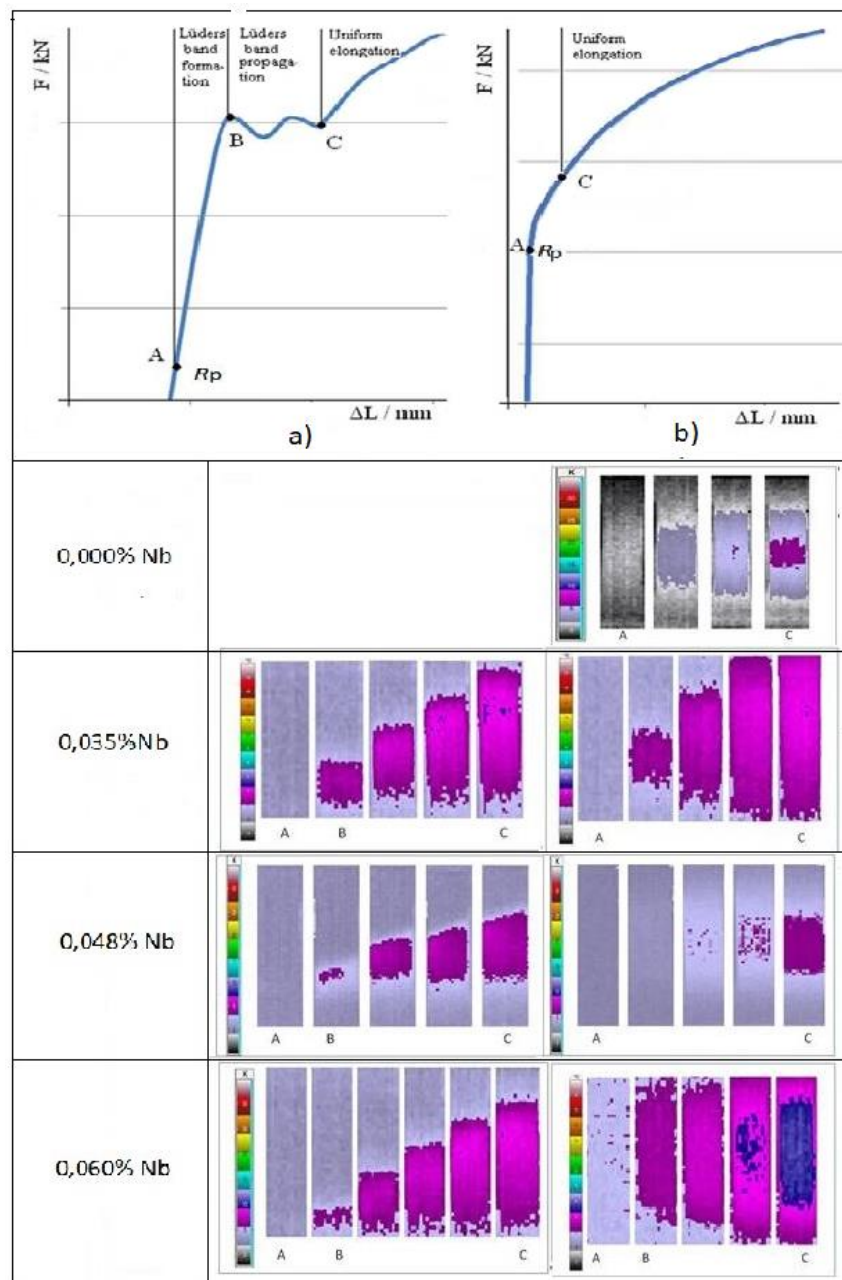 Lüders
band
forma-
tion
Lüders
band
propaga-
tion
Uniform
elongation
F / kN
B
C
A
Rp
ΔL / mm
a)
Uniform
elongation
F / kN
C
A
Rp
ΔL / mm
b)
0,000% Nb
K
A C
0,035%Nb
A B C
A C
0,048% Nb
K
A B C
K
A C
0,060% Nb
K
A B C
A B C